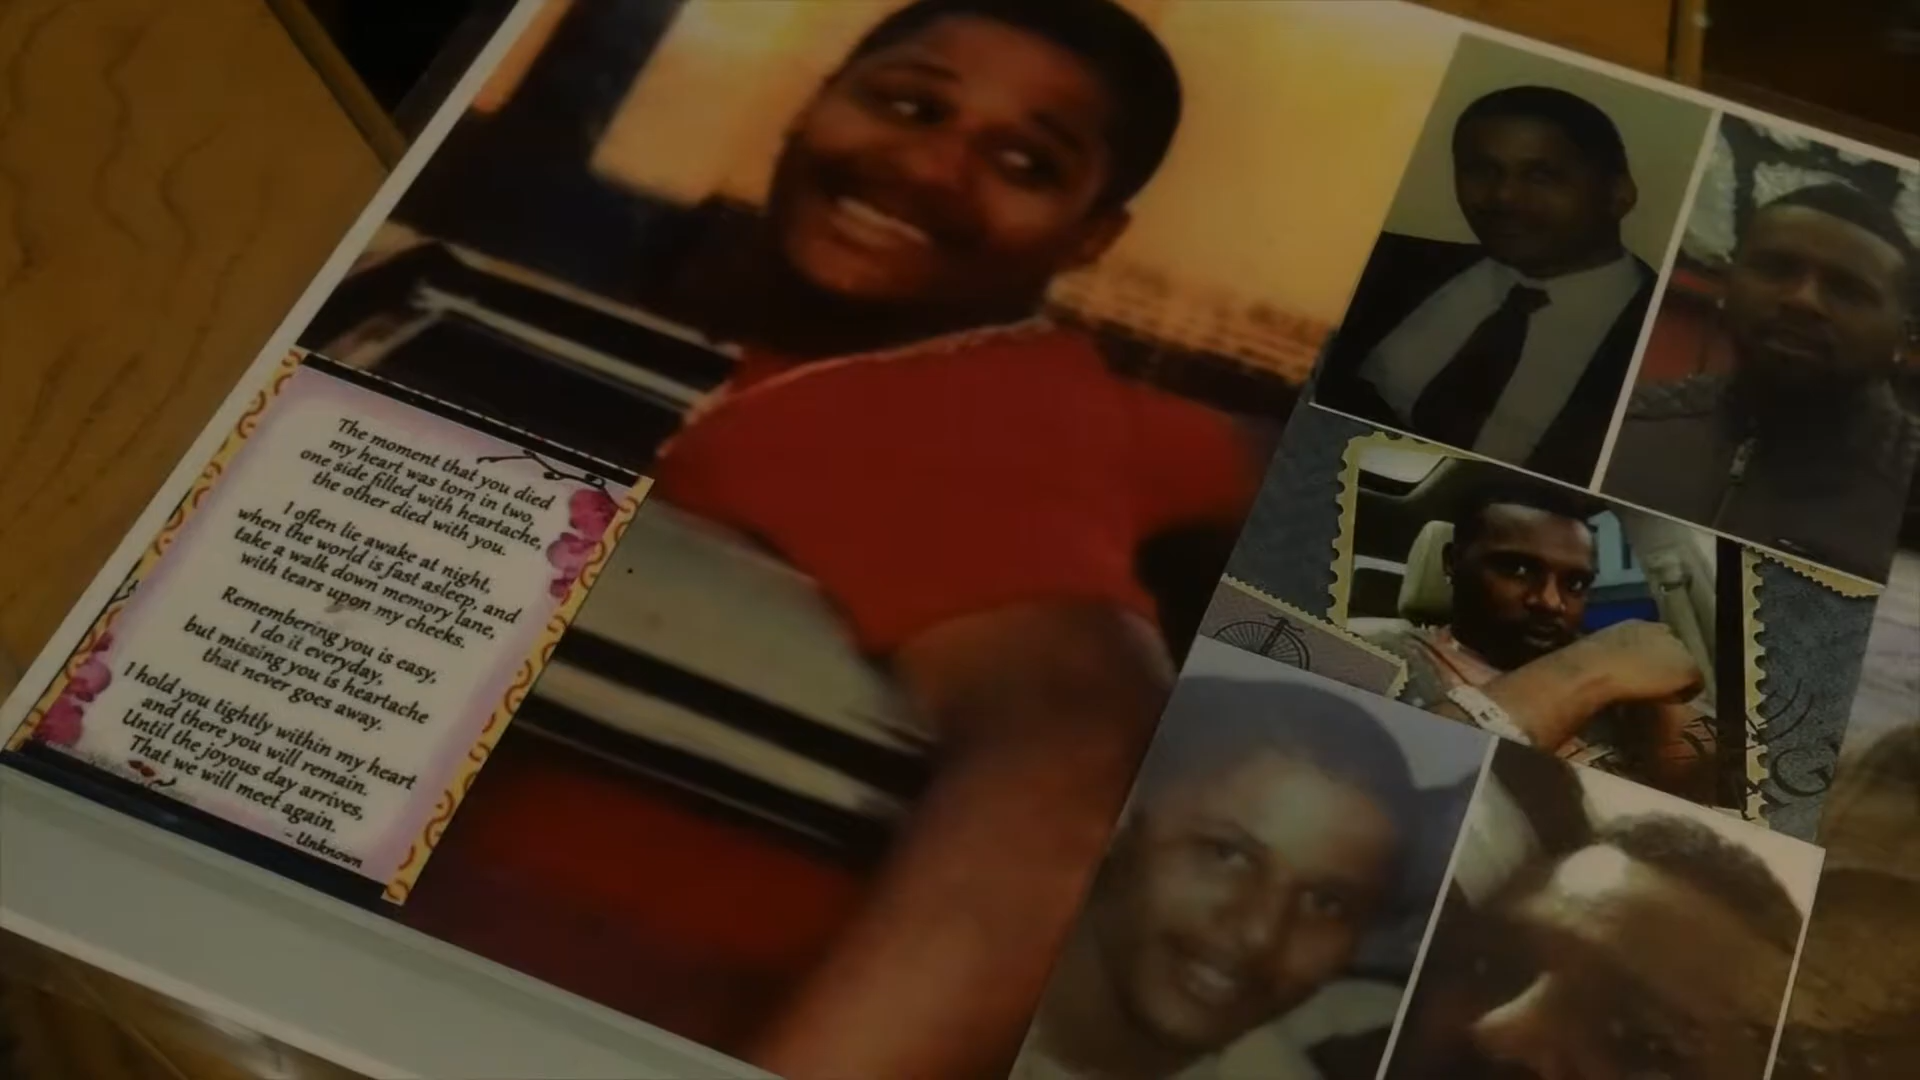 The moment that you died
my heart was torn in two,
one side filled with heartache,
the other died with you.
I often lie awake at night,
when the world is fast asleep, and
take a walk down memory lane,
with tears upon my cheeks.
Remembering you is easy,
I do it everyday,
but missing you is heartache
that never goes away.
I hold you tightly within my heart
and there you will remain.
Until the joyous day arrives,
That we will meet again.
- Unknown